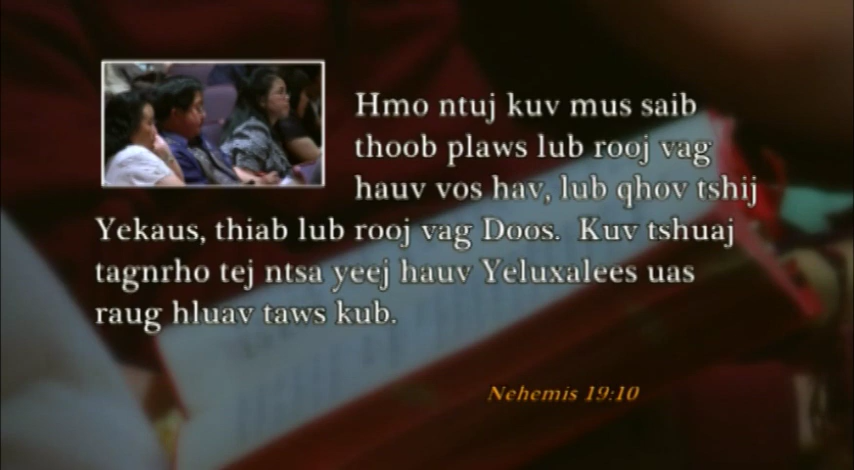 Hmo ntuj kuv mus saib
thoob plaws lub rooj vag
hauv vos hav, lub qhov tshij
Yekaus, thiab lub rooj vag Doos. Kuv tshuaj
tagnrho tej ntsa yeej hauv Yeluxalees uas
raug hluav taws kub.
Nehemis 19:10